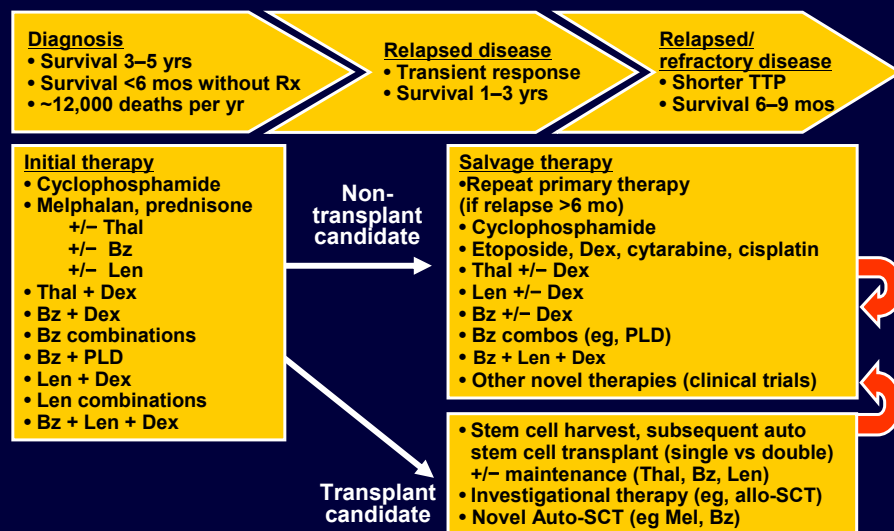 Diagnosis
• Survival 3–5 yrs
• Survival <6 mos without Rx
• ~12,000 deaths per yr
Relapsed disease
• Transient response
• Survival 1–3 yrs
Relapsed/
refractory disease
• Shorter TTP
• Survival 6–9 mos
Initial therapy
• Cyclophosphamide
• Melphalan, prednisone
+/− Thal
+/− Bz
+/− Len
• Thal + Dex
• Bz + Dex
• Bz combinations
• Bz + PLD
• Len + Dex
• Len combinations
• Bz + Len + Dex
Non-
transplant
candidate
Transplant
candidate
Salvage therapy
•Repeat primary therapy
(if relapse >6 mo)
• Cyclophosphamide
• Etoposide, Dex, cytarabine, cisplatin
• Thal +/− Dex
• Len +/− Dex
• Bz +/− Dex
• Bz combos (eg, PLD)
• Bz + Len + Dex
• Other novel therapies (clinical trials)
• Stem cell harvest, subsequent auto
stem cell transplant (single vs double)
+/− maintenance (Thal, Bz, Len)
• Investigational therapy (eg, allo-SCT)
• Novel Auto-SCT (eg Mel, Bz)